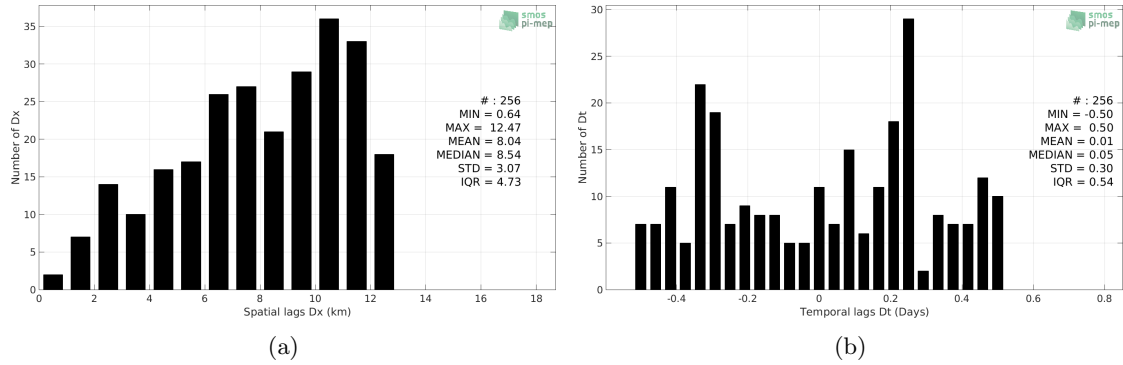 smos
pi-mep
35
30
25
20
15
10
5
0
Number of Dx
# : 256
MIN = 0.64
MAX = 12.47
MEAN = 8.04
MEDIAN = 8.54
STD = 3.07
IQR = 4.73
0 2 4 6 8 10 12 14 16 18
Spatial lags Dx (km)
(a)
smos
pi-mep
30
25
20
15
10
5
0
Number of Dt
# : 256
MIN = -0.50
MAX = 0.50
MEAN = 0.01
MEDIAN = 0.05
STD = 0.30
IQR = 0.54
-0.4 -0.2 0 0.2 0.4 0.6 0.8
Temporal lags Dt (Days)
(b)